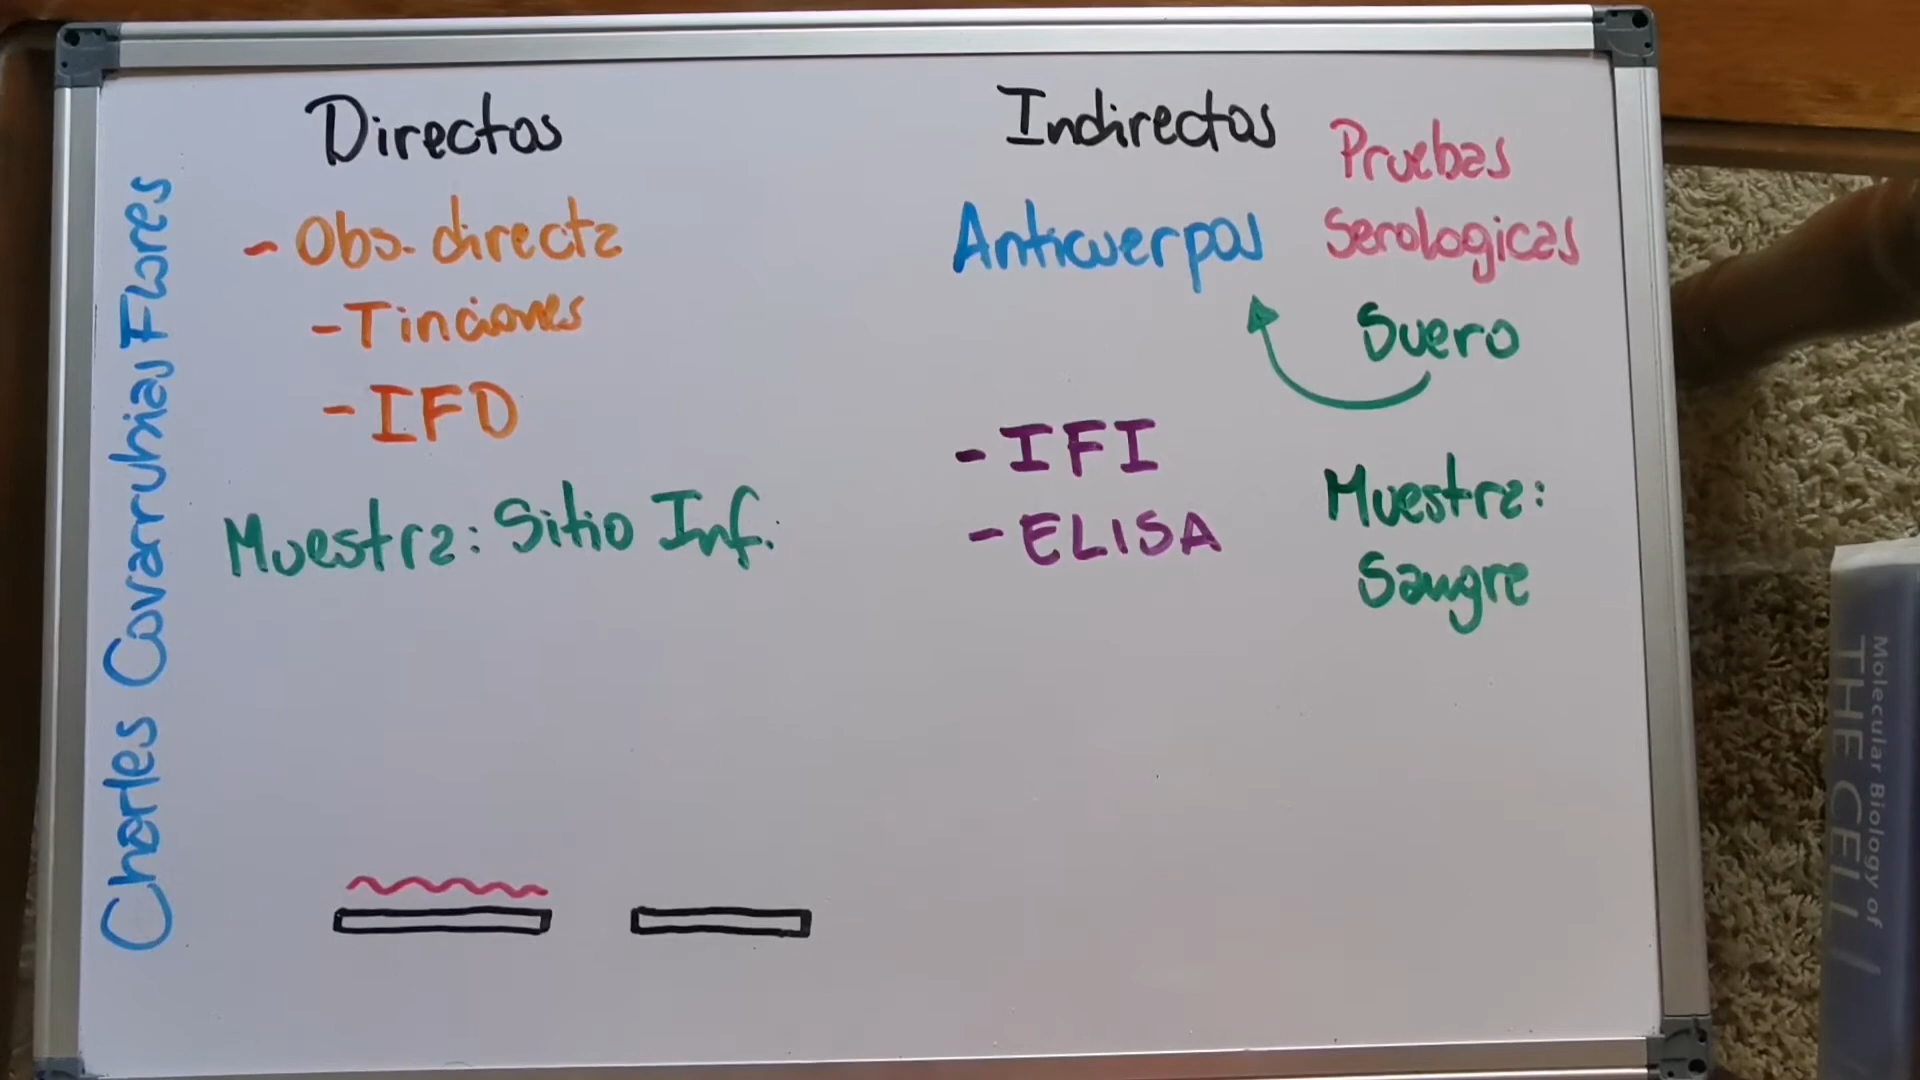 Directos
- Obs. directa
- Tinciones
- IFD
Muestra: Sitio Inf.
Indirectos
Anticuerpos
Pruebas
Serologicas
Suero
- IFI
- ELISA
Muestra:
Sangre
Charles Covarruhias Flores
Molecular Biology of
THE CELL